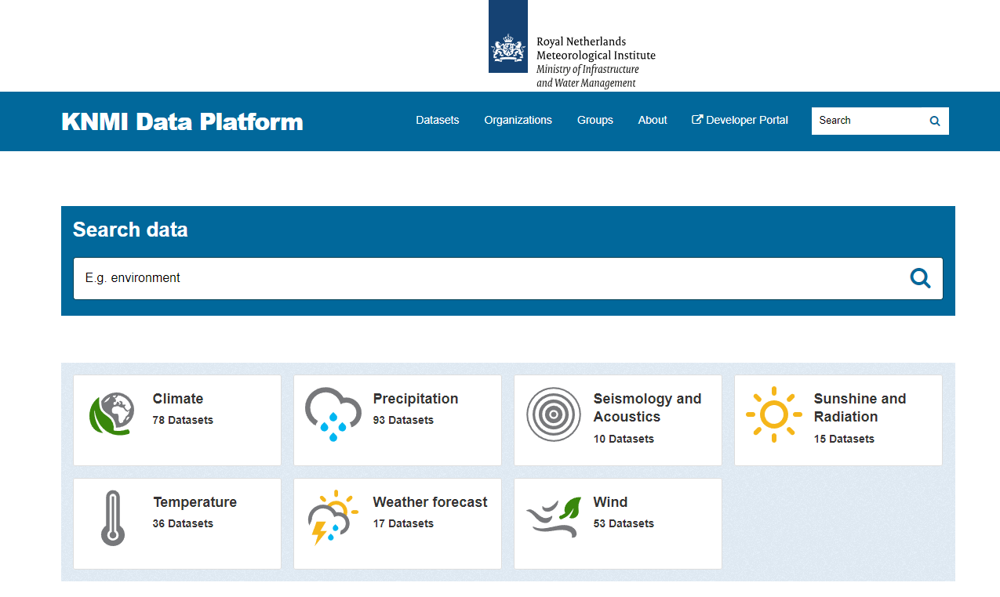 Royal Netherlands
Meteorological Institute
Ministry of Infrastructure
and Water Management
KNMI Data Platform
Datasets
Organizations
Groups
About
Developer Portal
Search
Search data
E.g. environment
Climate
78 Datasets
Precipitation
93 Datasets
Seismology and
Acoustics
10 Datasets
Sunshine and
Radiation
15 Datasets
Temperature
36 Datasets
Weather forecast
17 Datasets
Wind
53 Datasets